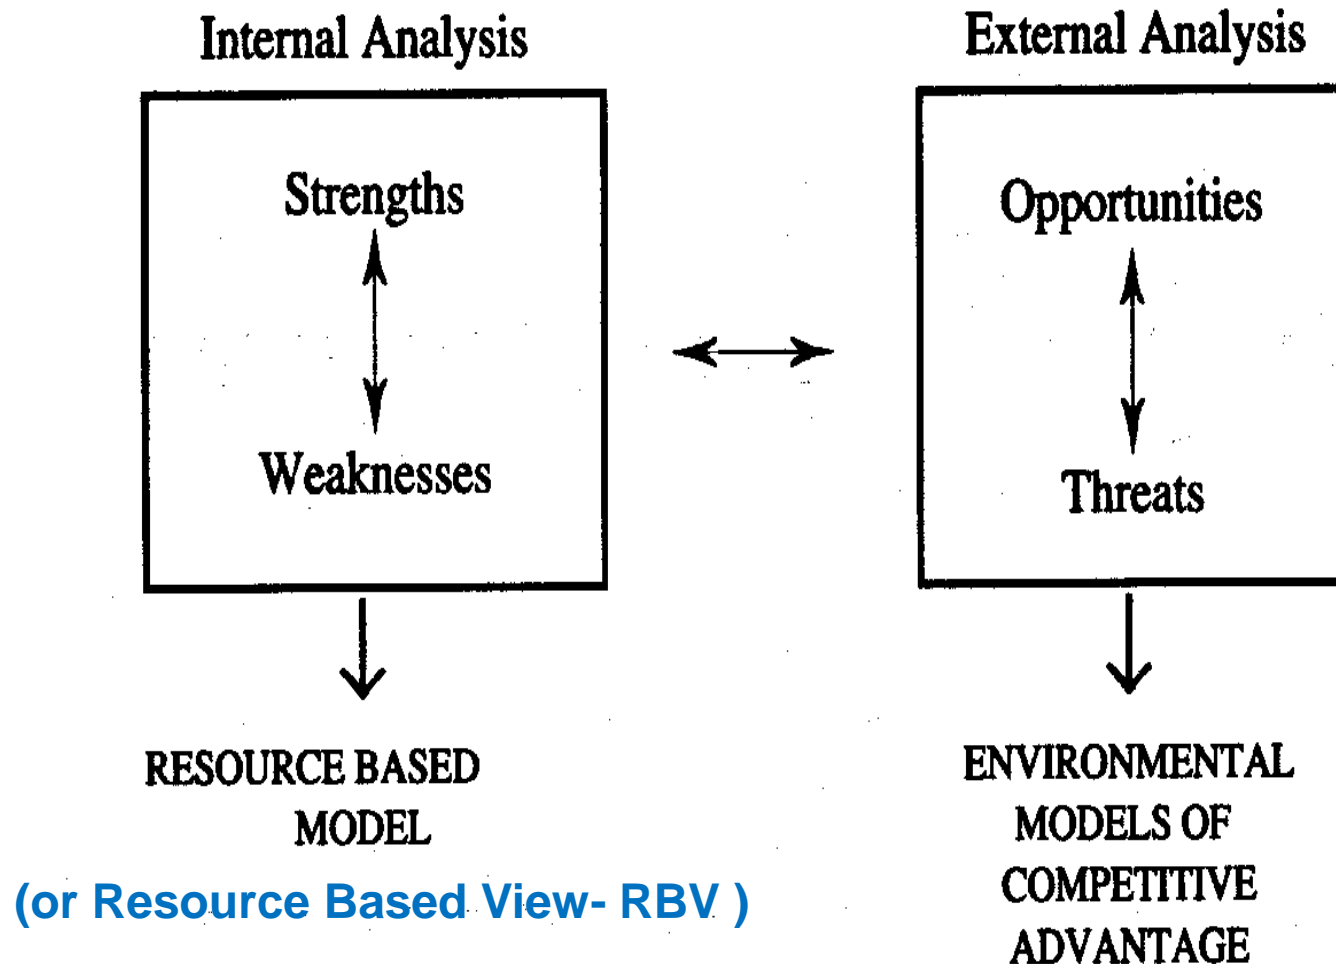 Internal Analysis
Strengths
Weaknesses
RESOURCE BASED
MODEL
(or Resource Based View- RBV )
External Analysis
Opportunities
Threats
ENVIRONMENTAL
MODELS OF
COMPETITIVE
ADVANTAGE